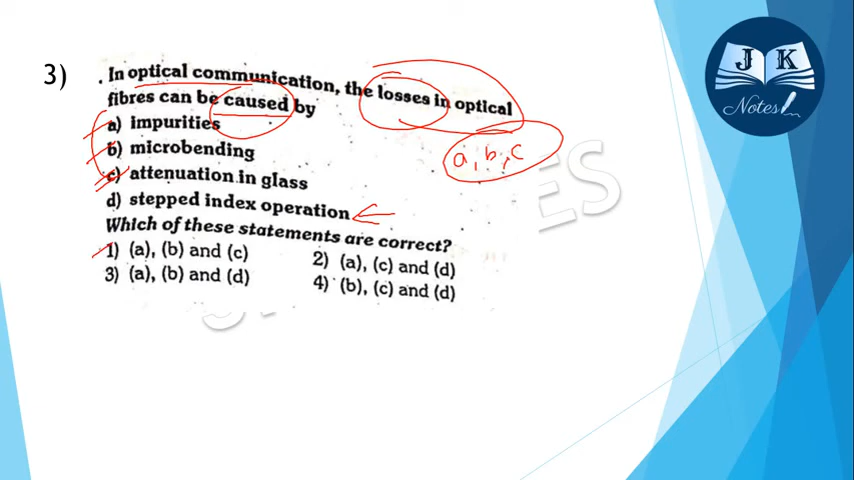 J K
Notes
3)
. In optical communication, the losses in optical
fibres can be caused by
a) impurities
a, b, c
b) microbending
c) attenuation in glass
d) stepped index operation
Which of these statements are correct?
1) (a), (b) and (c)
2) (a), (c) and (d)
3) (a), (b) and (d)
4) (b), (c) and (d)